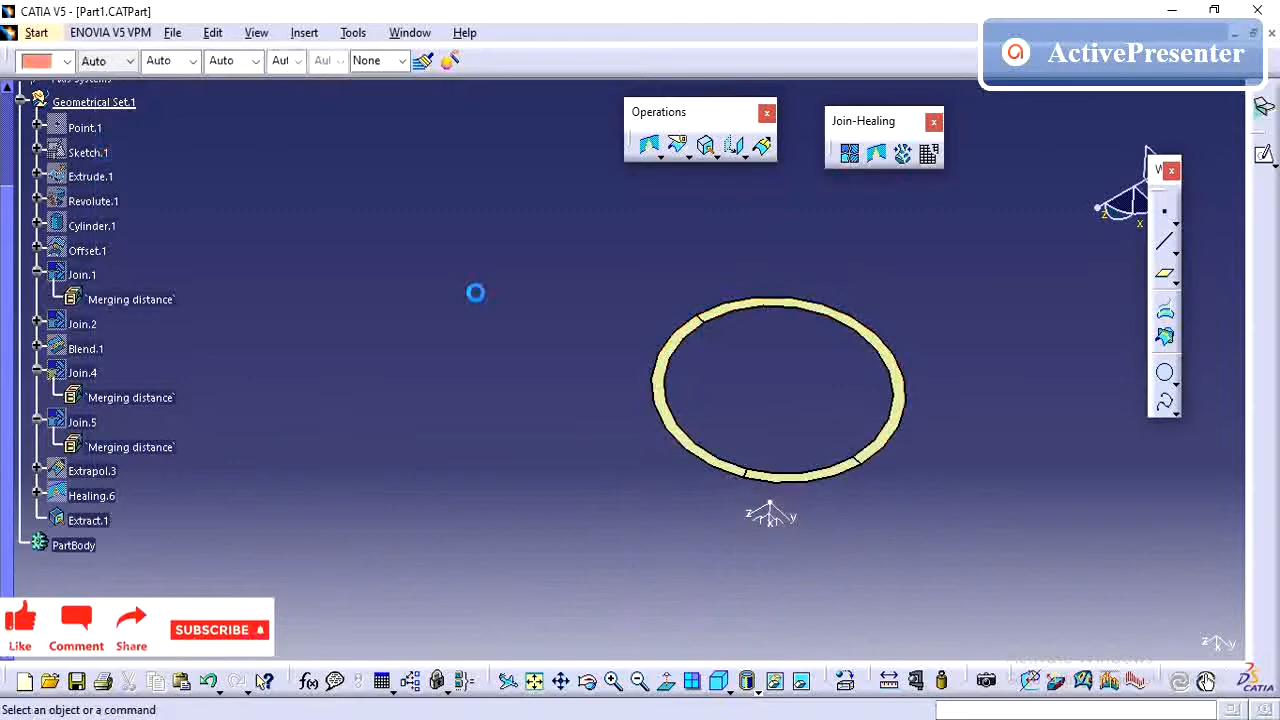 CATIA V5 - [Part1.CATPart]
Start ENOVIA V5 VPM File Edit View Insert Tools Window Help
ActivePresenter
Auto Auto Auto Aut Aut None
Geometrical Set.1
Operations
Join-Healing
Point.1
Sketch.1
Extrude.1
Revolute.1
Cylinder.1
Offset.1
Join.1
`Merging distance`
Join.2
Blend.1
Join.4
`Merging distance`
Join.5
`Merging distance`
Extrapol.3
Healing.6
Extract.1
PartBody
z x
z y
x
Like Comment Share
SUBSCRIBE
z y
f(x)
CATIA
Select an object or a command